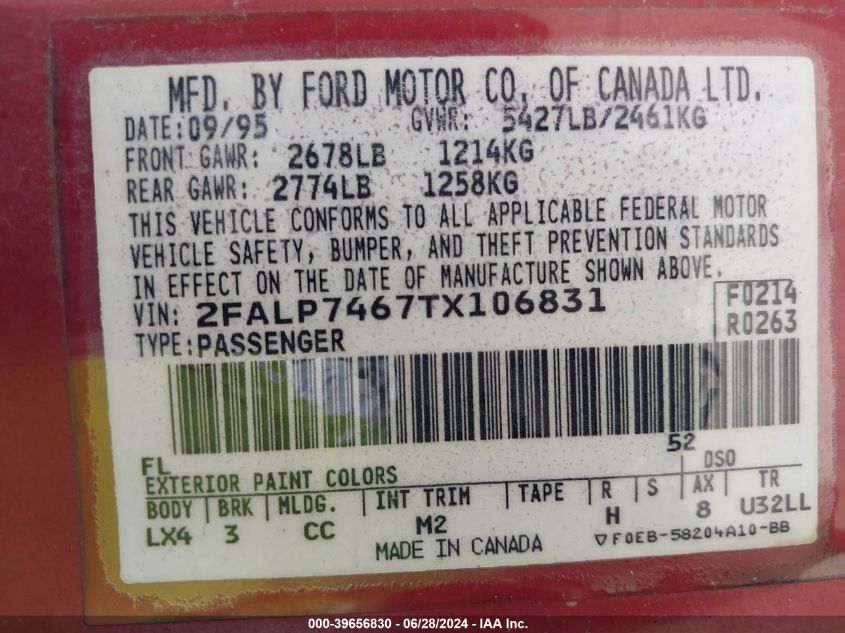 MFD. BY FORD MOTOR CO. OF CANADA LTD.
DATE: 09/95 GVWR: 5427LB/2461KG
FRONT GAWR: 2678LB 1214KG
REAR GAWR: 2774LB 1258KG
THIS VEHICLE CONFORMS TO ALL APPLICABLE FEDERAL MOTOR
VEHICLE SAFETY, BUMPER, AND THEFT PREVENTION STANDARDS
IN EFFECT ON THE DATE OF MANUFACTURE SHOWN ABOVE.
VIN: 2FALP7467TX106831 F0214
TYPE: PASSENGER R0263
52
FL DSO
EXTERIOR PAINT COLORS
BODY BRK MLDG. INT TRIM TAPE R S AX TR
LX4 3 CC M2 H 8 U32LL
MADE IN CANADA ▽F0EB-58204A10-BB
000-39656830 - 06/28/2024 - IAAI Inc.